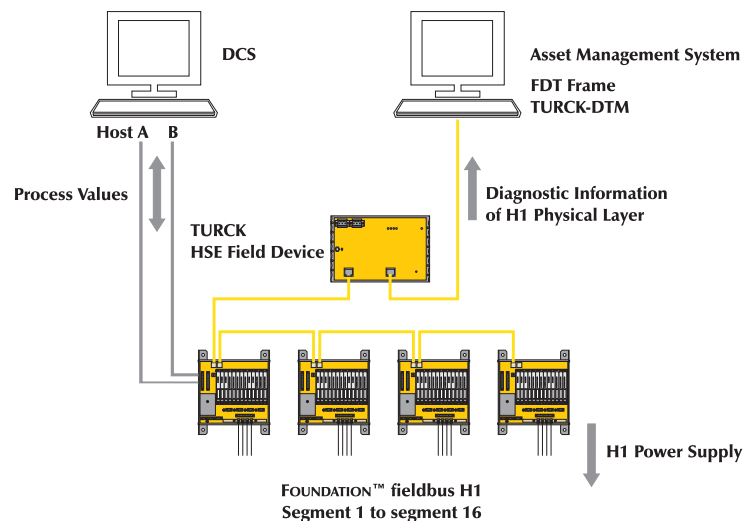 DCS
Asset Management System
FDT Frame
TURCK-DTM
Host A B
Process Values
Diagnostic Information
of H1 Physical Layer
TURCK
HSE Field Device
H1 Power Supply
FOUNDATION™ fieldbus H1
Segment 1 to segment 16